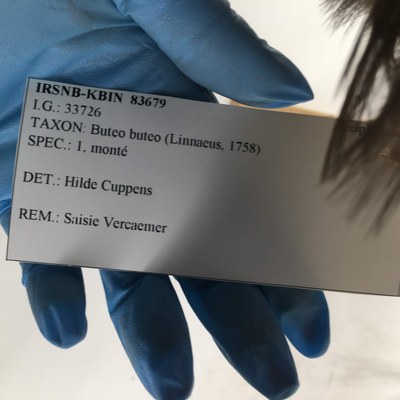 IRSNB-KBIN 83679
I.G.: 33726
TAXON: Buteo buteo (Linnaeus, 1758)
SPEC.: 1, monté
DET.: Hilde Cuppens
REM.: Saisie Vercaemer